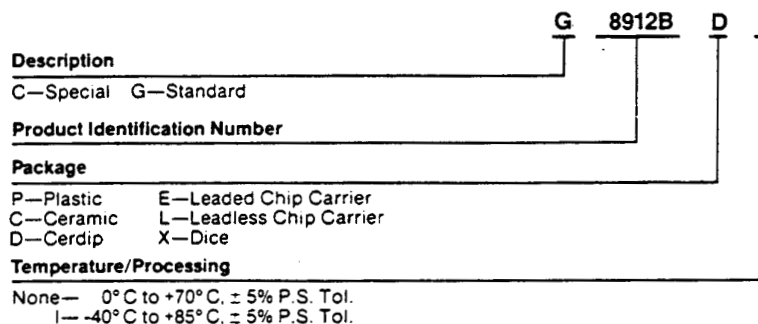 G 8912B D
Description
C—Special G—Standard
Product Identification Number
Package
P—Plastic E—Leaded Chip Carrier
C—Ceramic L—Leadless Chip Carrier
D—Cerdip X—Dice
Temperature/Processing
None— 0°C to +70°C, ± 5% P.S. Tol.
I— -40°C to +85°C, ± 5% P.S. Tol.